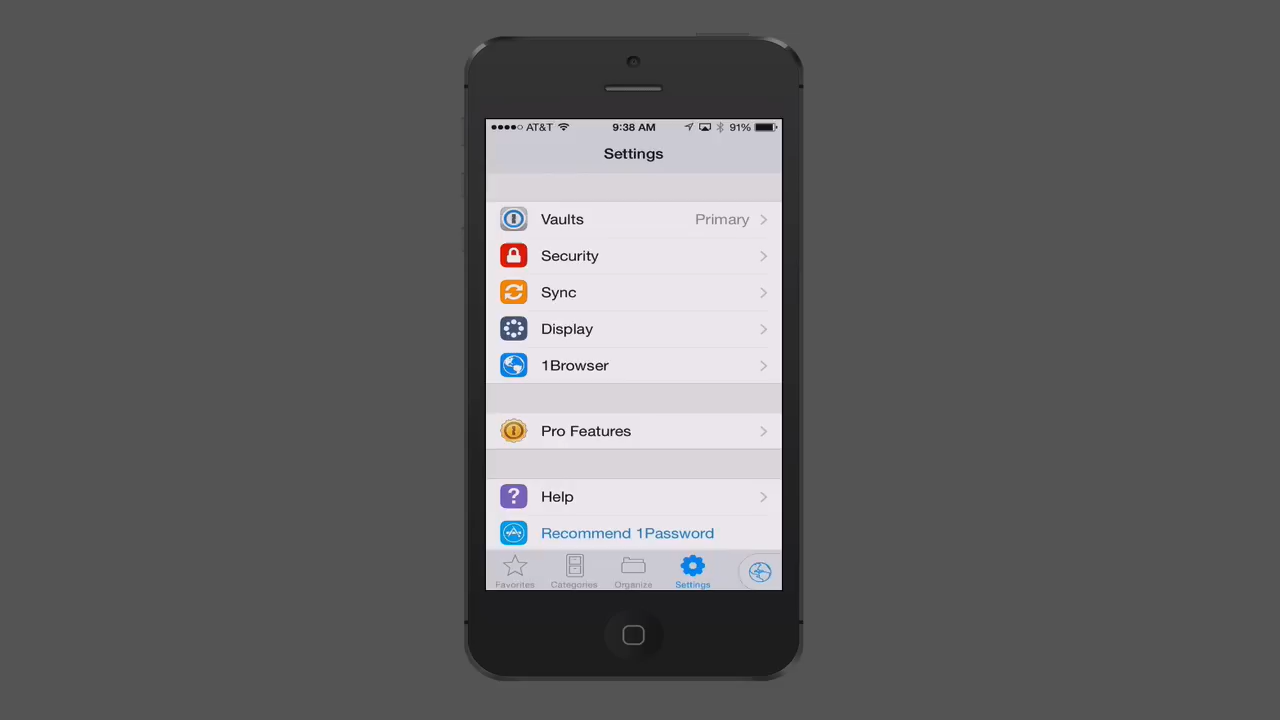 AT&T 9:38 AM 91%
Settings
Vaults Primary
Security
Sync
Display
1Browser
Pro Features
? Help
Recommend 1Password
Favorites Categories Organize Settings